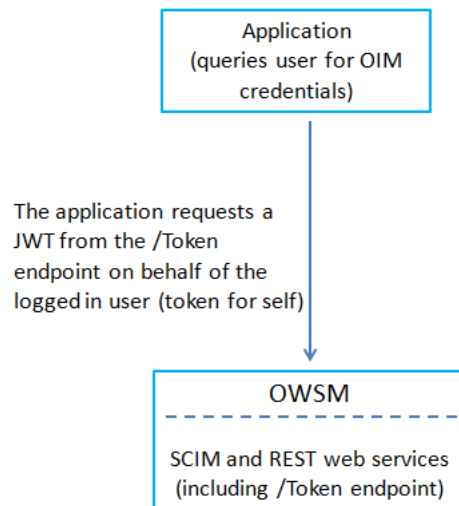 Application
(queries user for OIM
credentials)
The application requests a
JWT from the /Token
endpoint on behalf of the
logged in user (token for self)
OWSM
SCIM and REST web services
(including /Token endpoint)